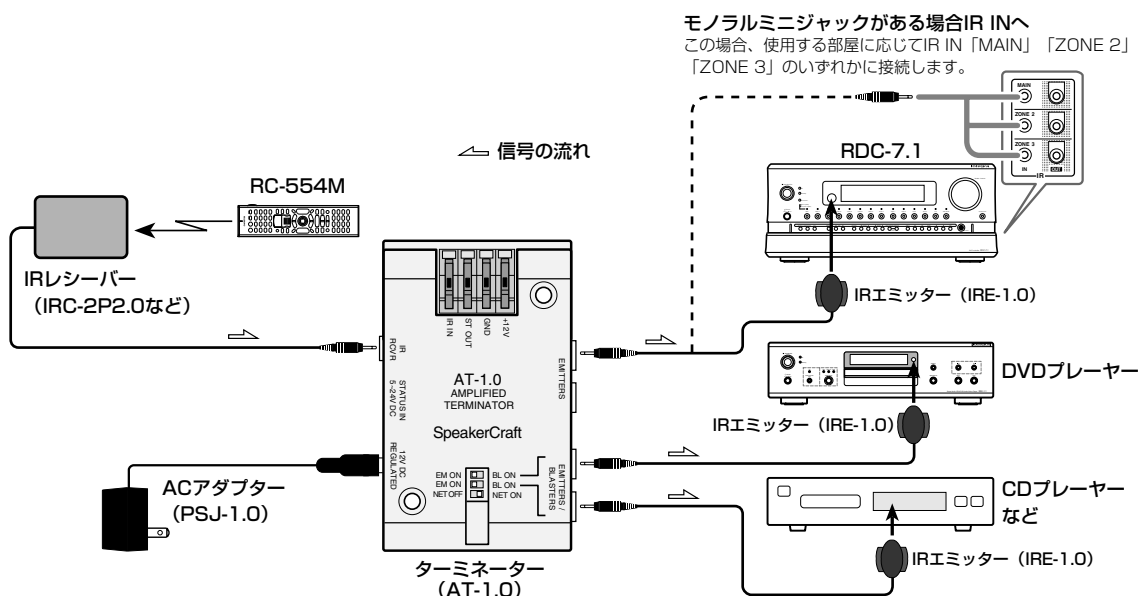 モノラルミニジャックがある場合IR INへ
この場合、使用する部屋に応じてIR IN「MAIN」「ZONE 2」
「ZONE 3」のいずれかに接続します。
MAIN
ZONE 2
ZONE 3
IN
OUT
IR
信号の流れ
RDC-7.1
RC-554M
IRレシーバー
（IRC-2P2.0など）
IRエミッター（IRE-1.0）
IR IN
ST OUT
GND
+12V
IR
RCVR
STATUS IN
5~24V DC
12V DC
REGULATED
EMITTERS
AT-1.0
AMPLIFIED
TERMINATOR
SpeakerCraft
EM ON
EM ON
NET OFF
BL ON
BL ON
NET ON
EMITTERS /
BLASTERS
DVDプレーヤー
IRエミッター（IRE-1.0）
ACアダプター
（PSJ-1.0）
CDプレーヤー
など
IRエミッター（IRE-1.0）
ターミネーター
（AT-1.0）